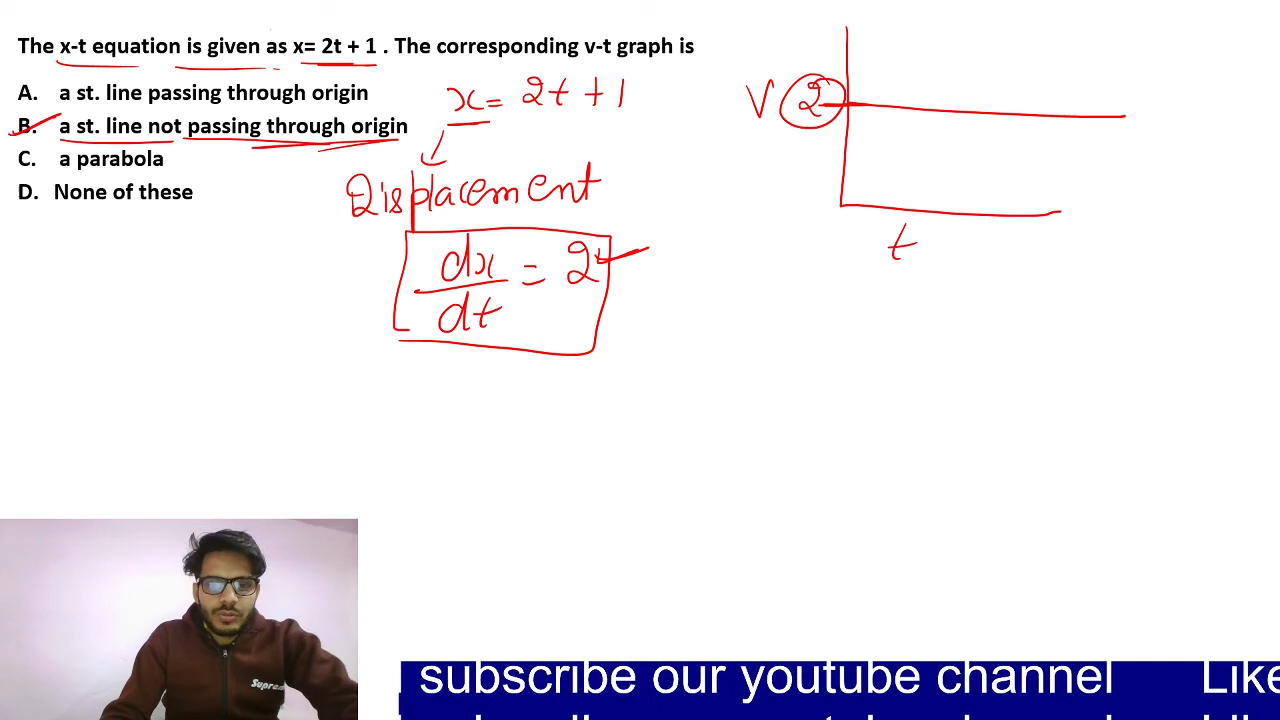 The x-t equation is given as x= 2t + 1 . The corresponding v-t graph is
A. a st. line passing through origin
B. a st. line not passing through origin
C. a parabola
D. None of these
x = 2t + 1
Displacement
dx/dt = 2
V 2
t
subscribe our youtube channel Like